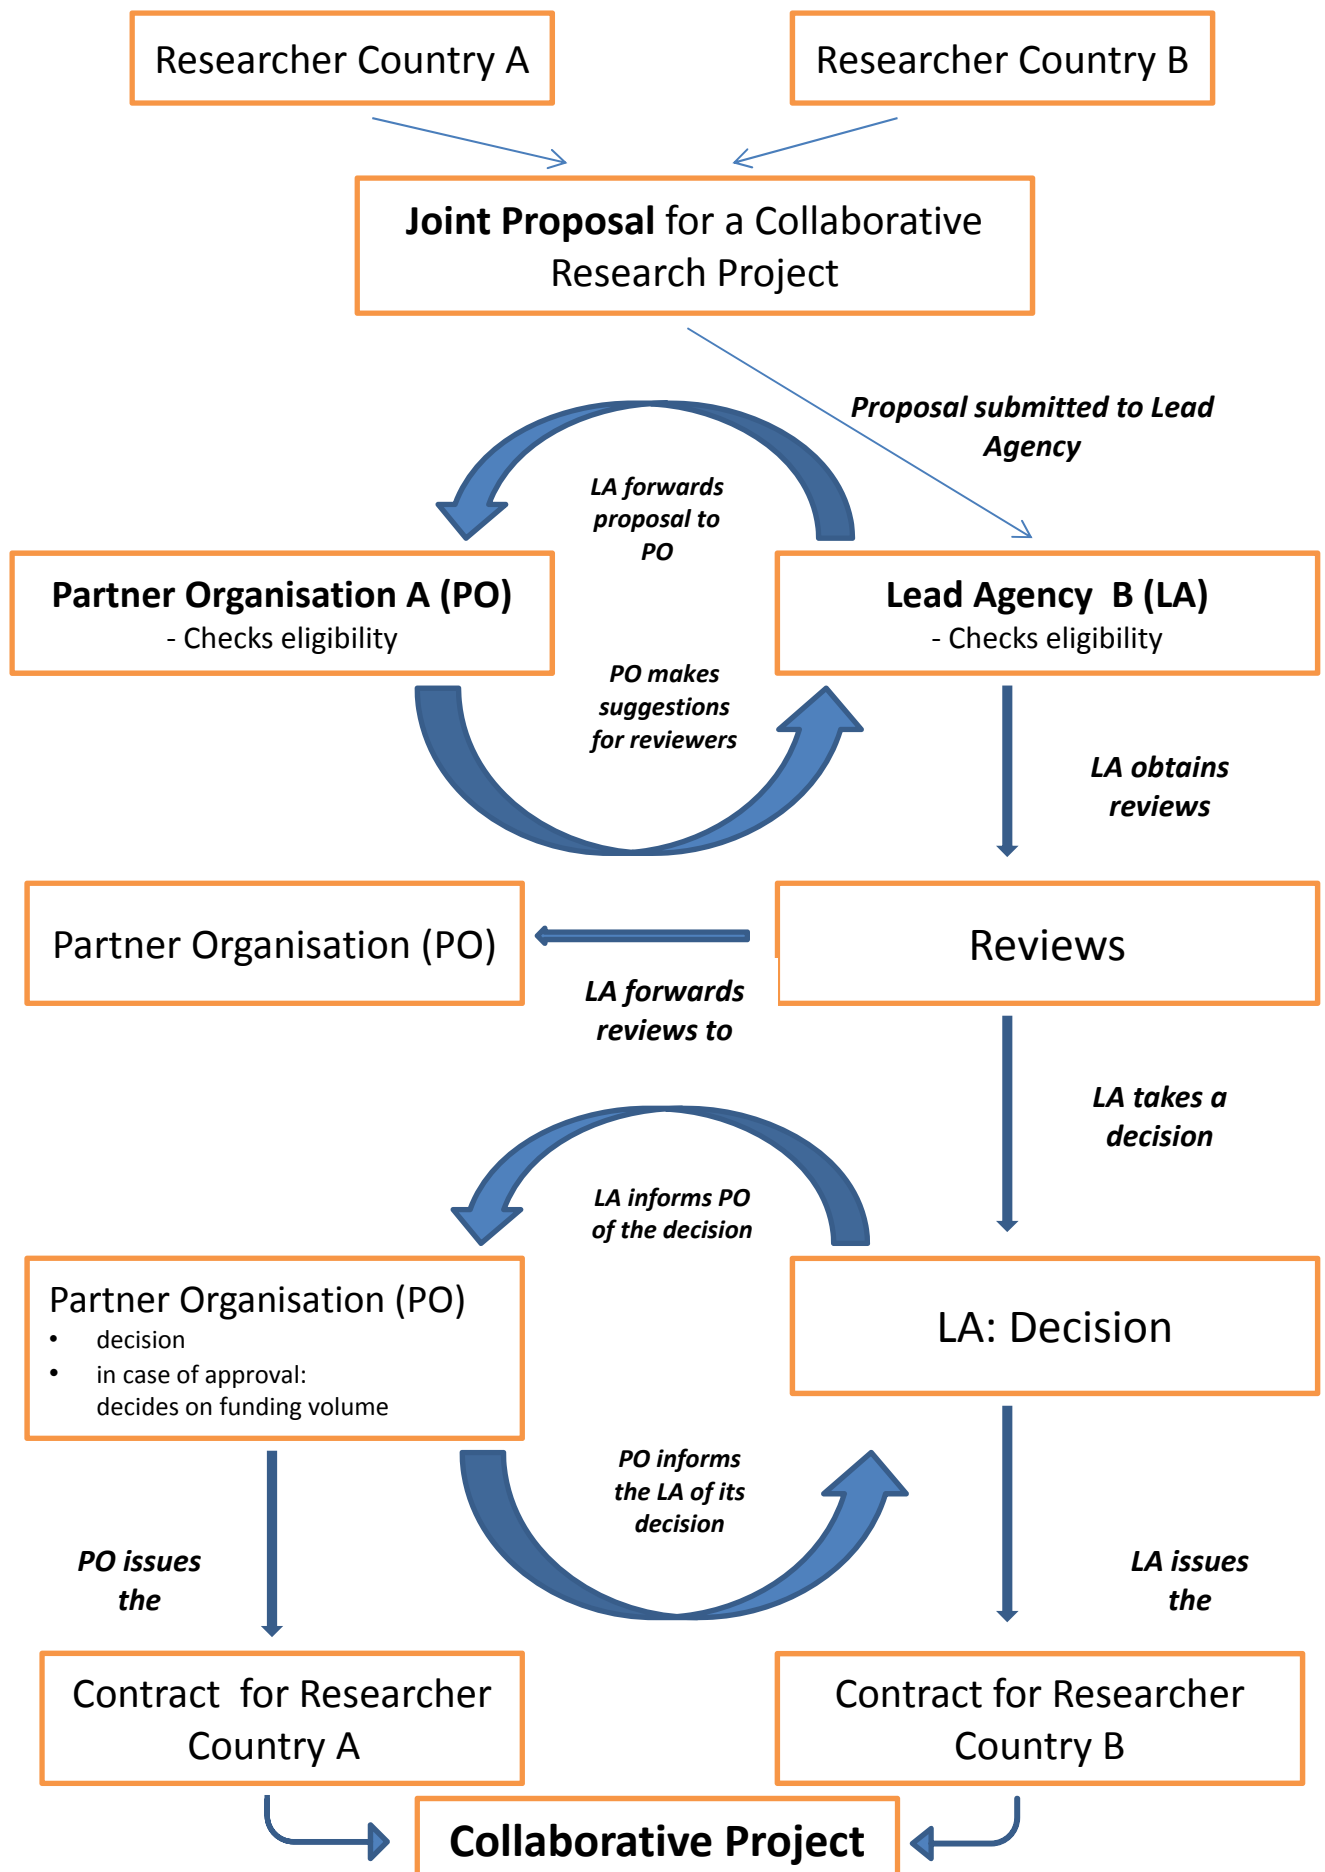 Researcher Country A
Researcher Country B
Joint Proposal for a Collaborative
Research Project
Proposal submitted to Lead
Agency
LA forwards
proposal to
PO
Partner Organisation A (PO)
- Checks eligibility
Lead Agency  B (LA)
- Checks eligibility
PO makes
suggestions
for reviewers
LA obtains
reviews
Partner Organisation (PO)
Reviews
LA forwards
reviews to
LA takes a
decision
LA informs PO
of the decision
Partner Organisation (PO)
• decision
• in case of approval:
decides on funding volume
LA: Decision
PO informs
the LA of its
decision
PO issues
the
LA issues
the
Contract  for Researcher
Country A
Contract for Researcher
Country B
Collaborative Project